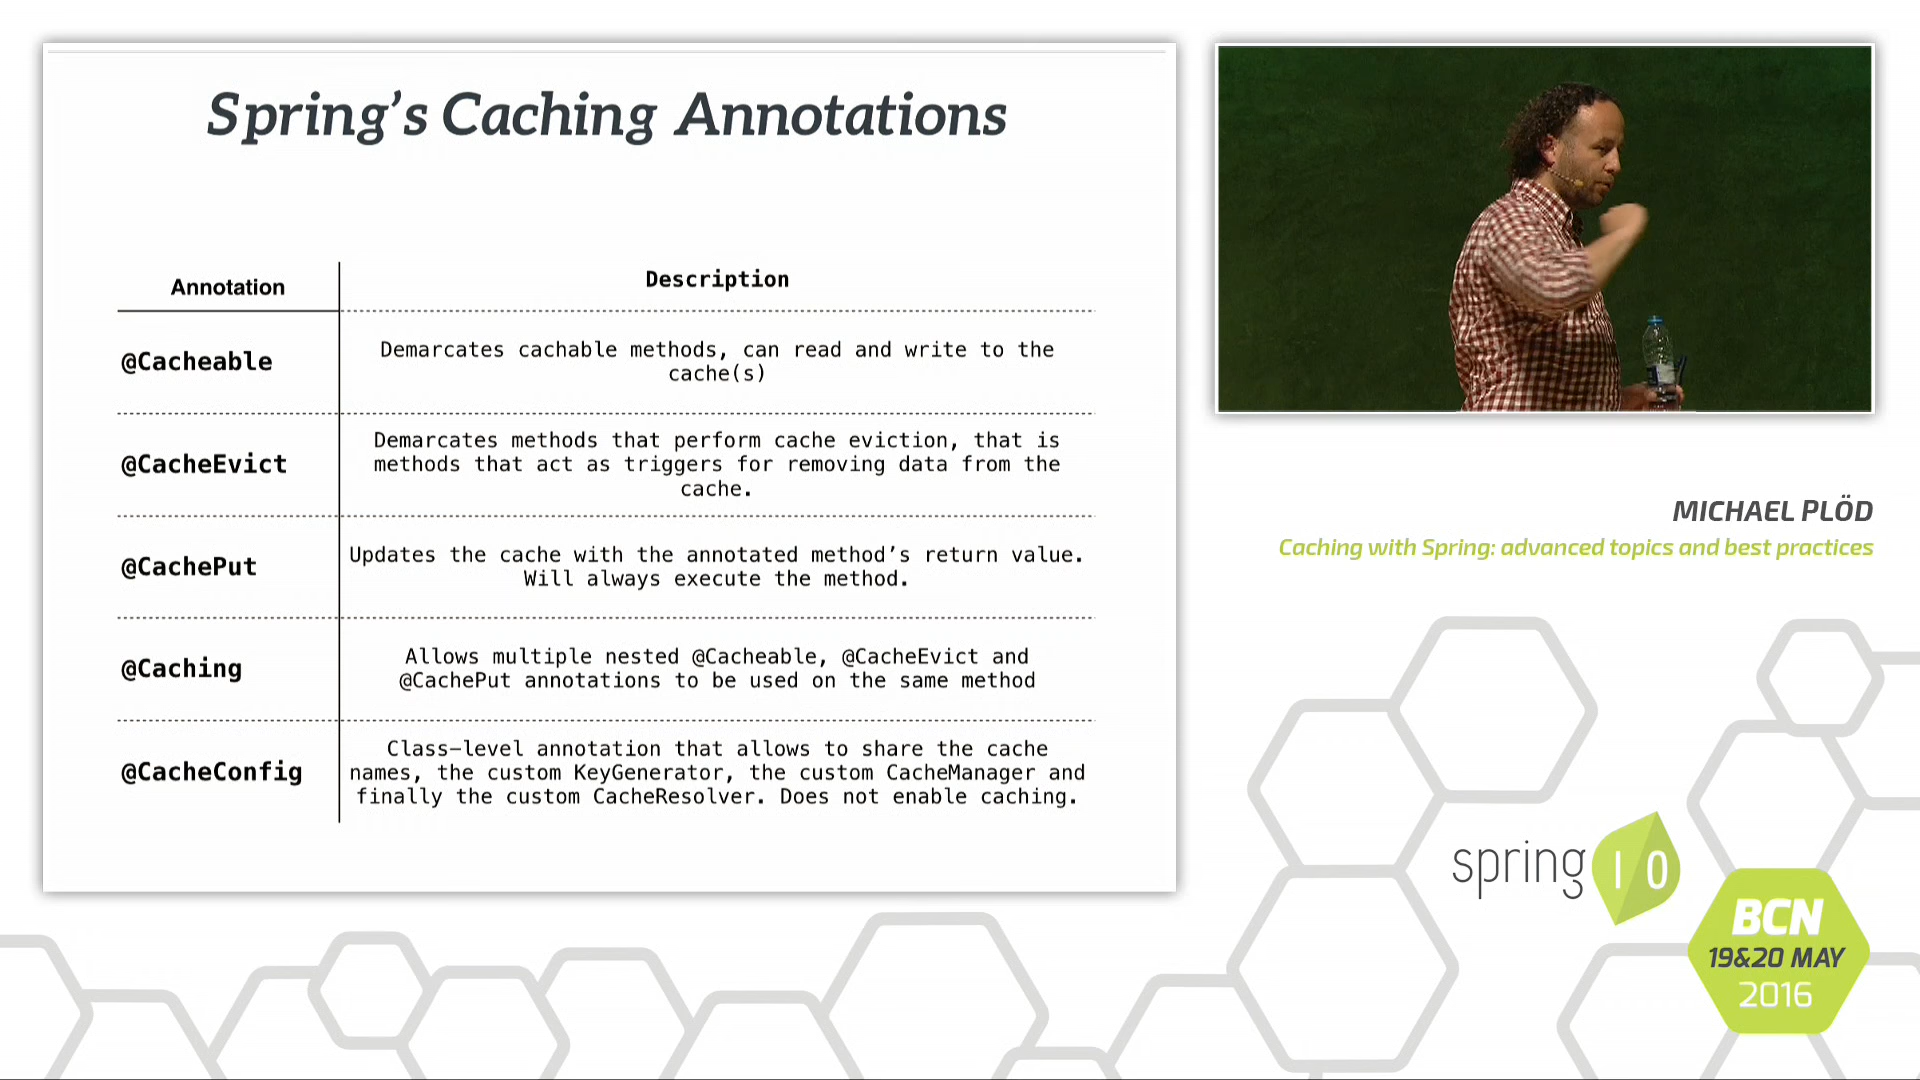 Spring’s Caching Annotations
Annotation
Description
@Cacheable
Demarcates cachable methods, can read and write to the
cache(s)
@CacheEvict
Demarcates methods that perform cache eviction, that is
methods that act as triggers for removing data from the
cache.
@CachePut
Updates the cache with the annotated method’s return value.
Will always execute the method.
@Caching
Allows multiple nested @Cacheable, @CacheEvict and
@CachePut annotations to be used on the same method
@CacheConfig
Class–level annotation that allows to share the cache
names, the custom KeyGenerator, the custom CacheManager and
finally the custom CacheResolver. Does not enable caching.
MICHAEL PLÖD
Caching with Spring: advanced topics and best practices
spring I O
BCN
19&20 MAY
2016